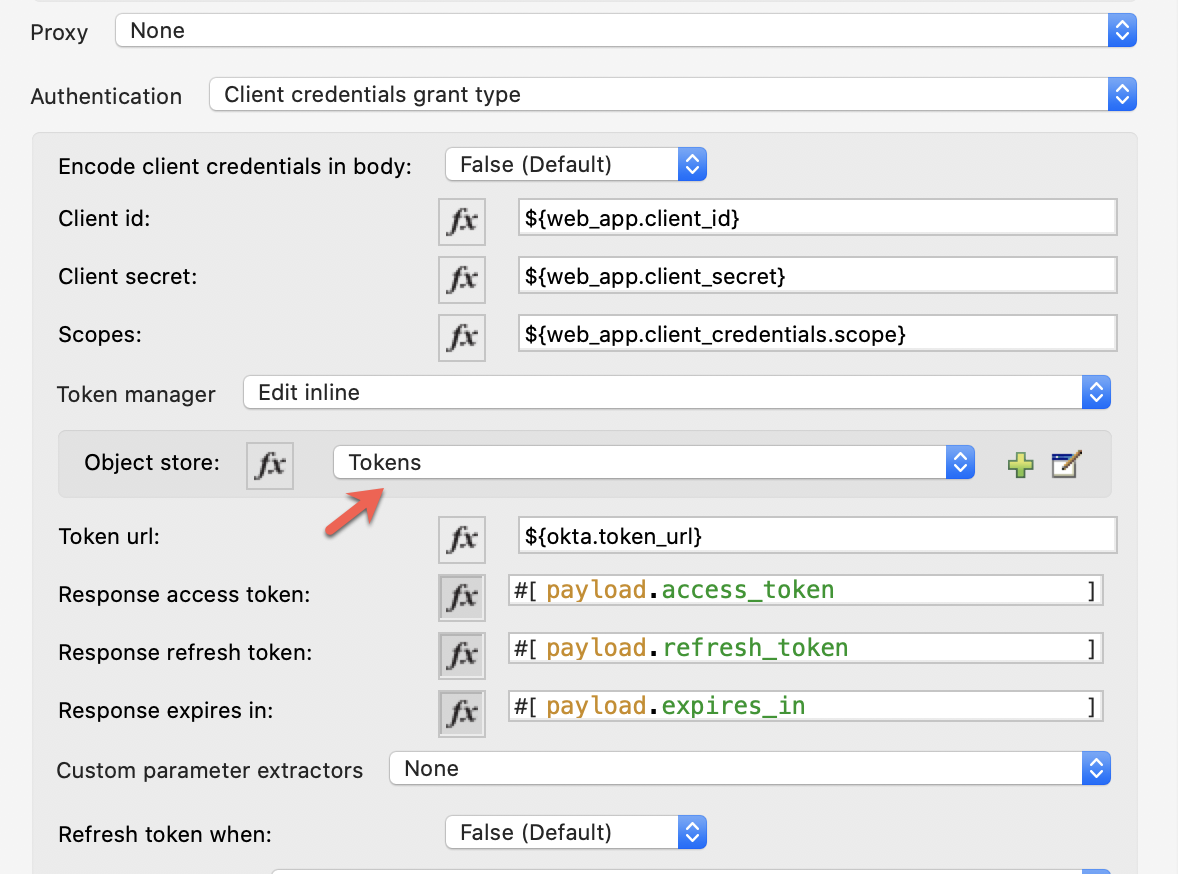 Proxy None
Authentication Client credentials grant type
Encode client credentials in body: False (Default)
Client id: fx ${web_app.client_id}
Client secret: fx ${web_app.client_secret}
Scopes: fx ${web_app.client_credentials.scope}
Token manager Edit inline
Object store: fx Tokens
Token url: fx ${okta.token_url}
Response access token: fx #[ payload.access_token ]
Response refresh token: fx #[ payload.refresh_token ]
Response expires in: fx #[ payload.expires_in ]
Custom parameter extractors None
Refresh token when: False (Default)